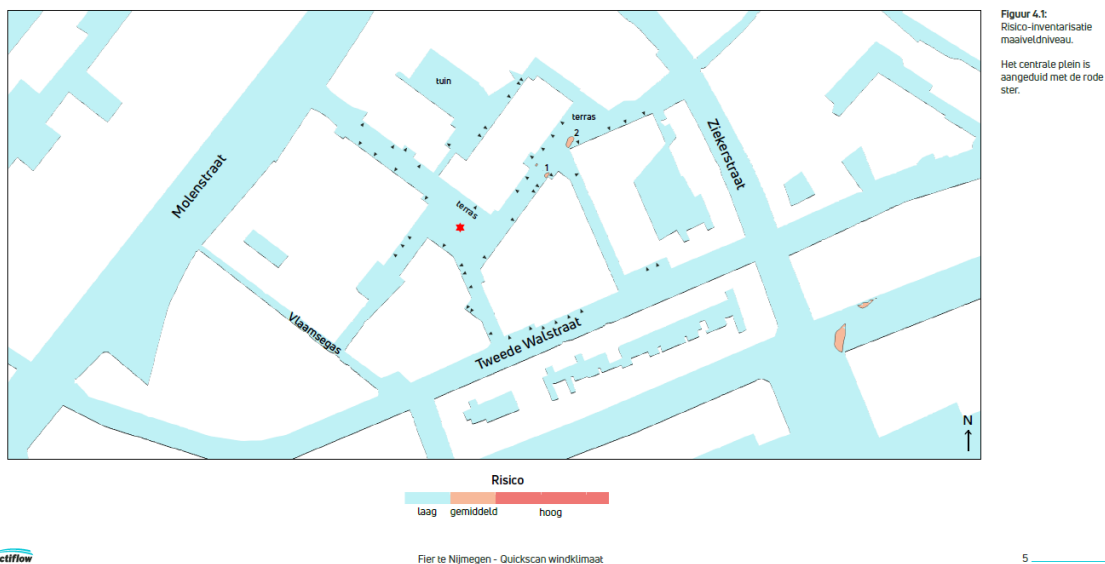 Figuur 4.1:
Risico-inventarisatie
maaiveldniveau.
Het centrale plein is
aangeduid met de rode
ster.
tuin
terras
2
1
terras
Molenstraat
Ziekerstraat
Vlaamsegas
Tweede Walstraat
N
Risico
laag gemiddeld hoog
ctiflow
Fier te Nijmegen - Quickscan windklimaat
5